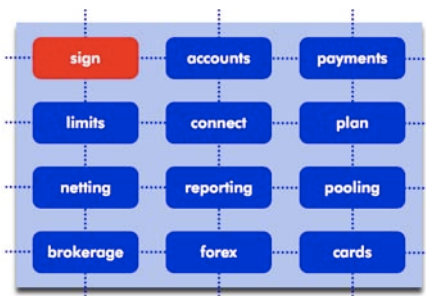 sign accounts payments
limits connect plan
netting reporting pooling
brokerage forex cards